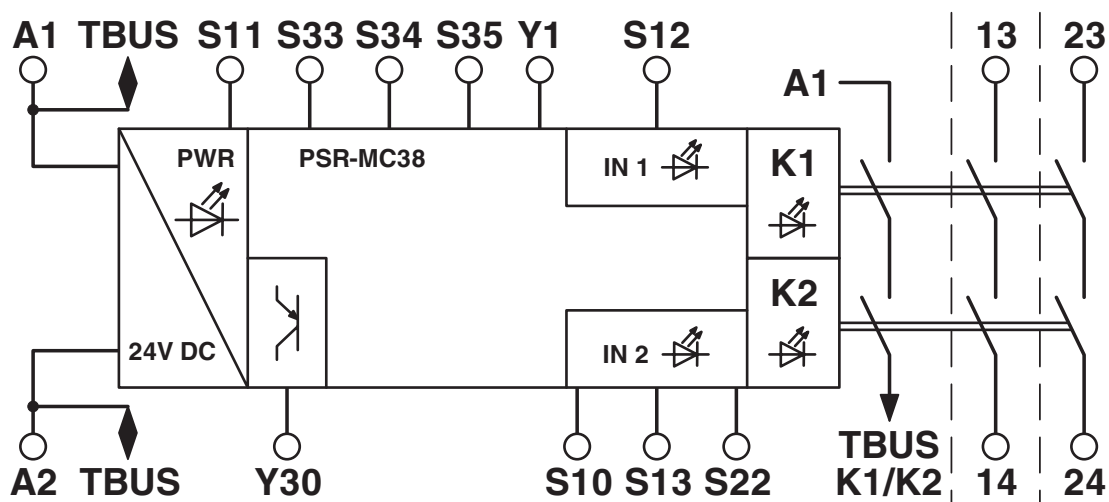 A1 TBUS S11 S33 S34 S35 Y1 S12 13 23
A1
PWR PSR-MC38 IN 1 K1
K2
24V DC IN 2
TBUS
A2 TBUS Y30 S10 S13 S22 K1/K2 14 24